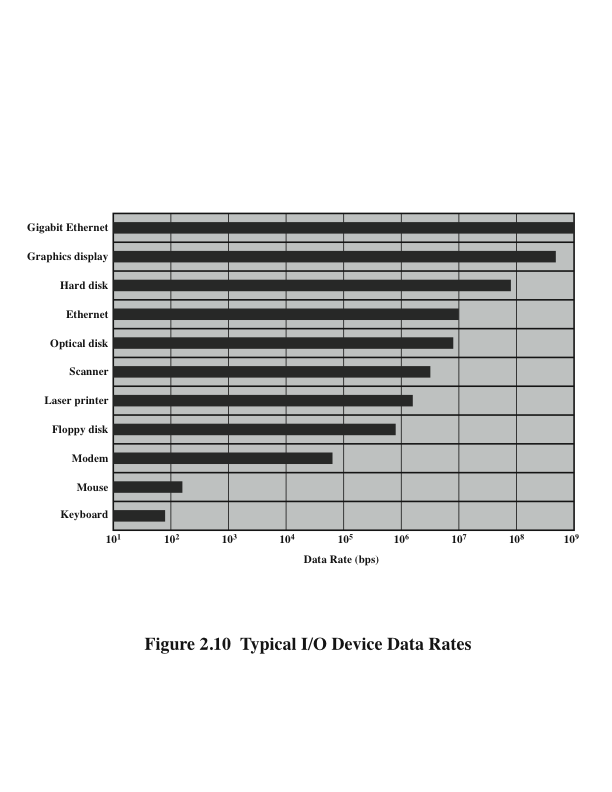 Gigabit Ethernet
Graphics display
Hard disk
Ethernet
Optical disk
Scanner
Laser printer
Floppy disk
Modem
Mouse
Keyboard
10¹ 10² 10³ 10⁴ 10⁵ 10⁶ 10⁷ 10⁸ 10⁹
Data Rate (bps)
Figure 2.10 Typical I/O Device Data Rates